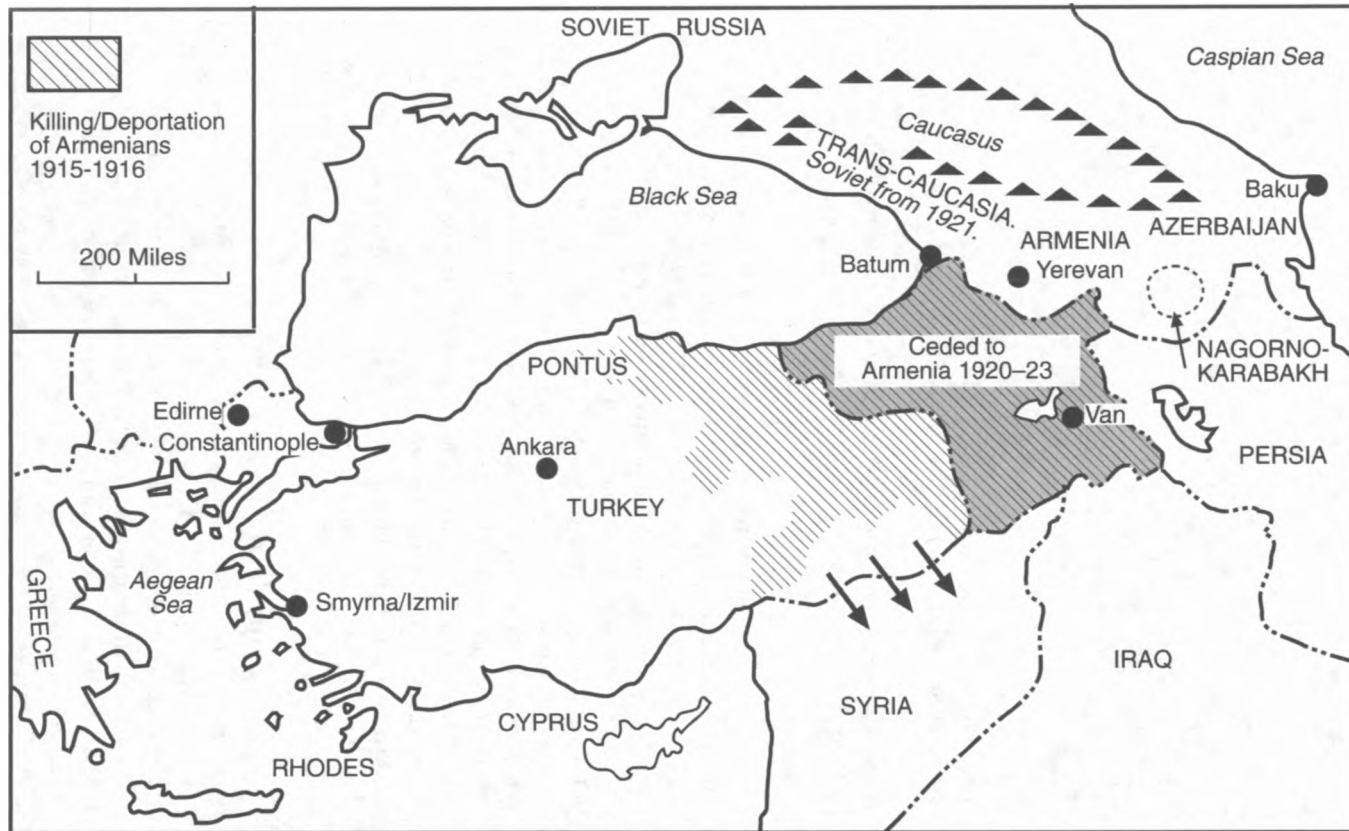 SOVIET RUSSIA
Caspian Sea
Killing/Deportation
of Armenians
1915-1916
200 Miles
Caucasus
TRANS-CAUCASIA.
Soviet from 1921.
Black Sea
Baku
AZERBAIJAN
ARMENIA
Yerevan
Batum
Ceded to
Armenia 1920–23
NAGORNO-
KARABAKH
PONTUS
Edirne
Constantinople
Ankara
Van
PERSIA
TURKEY
GREECE
Aegean
Sea
Smyrna/Izmir
IRAQ
SYRIA
CYPRUS
RHODES